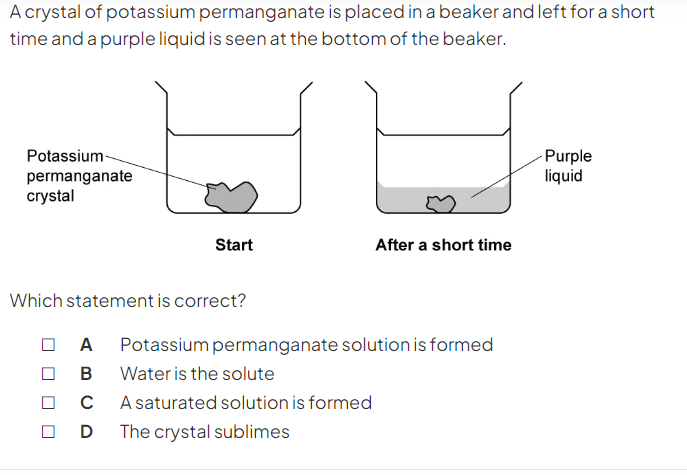 A crystal of potassium permanganate is placed in a beaker and left for a short
time and a purple liquid is seen at the bottom of the beaker.
Potassium
permanganate
crystal
Purple
liquid
Start
After a short time
Which statement is correct?
A Potassium permanganate solution is formed
B Water is the solute
C A saturated solution is formed
D The crystal sublimes